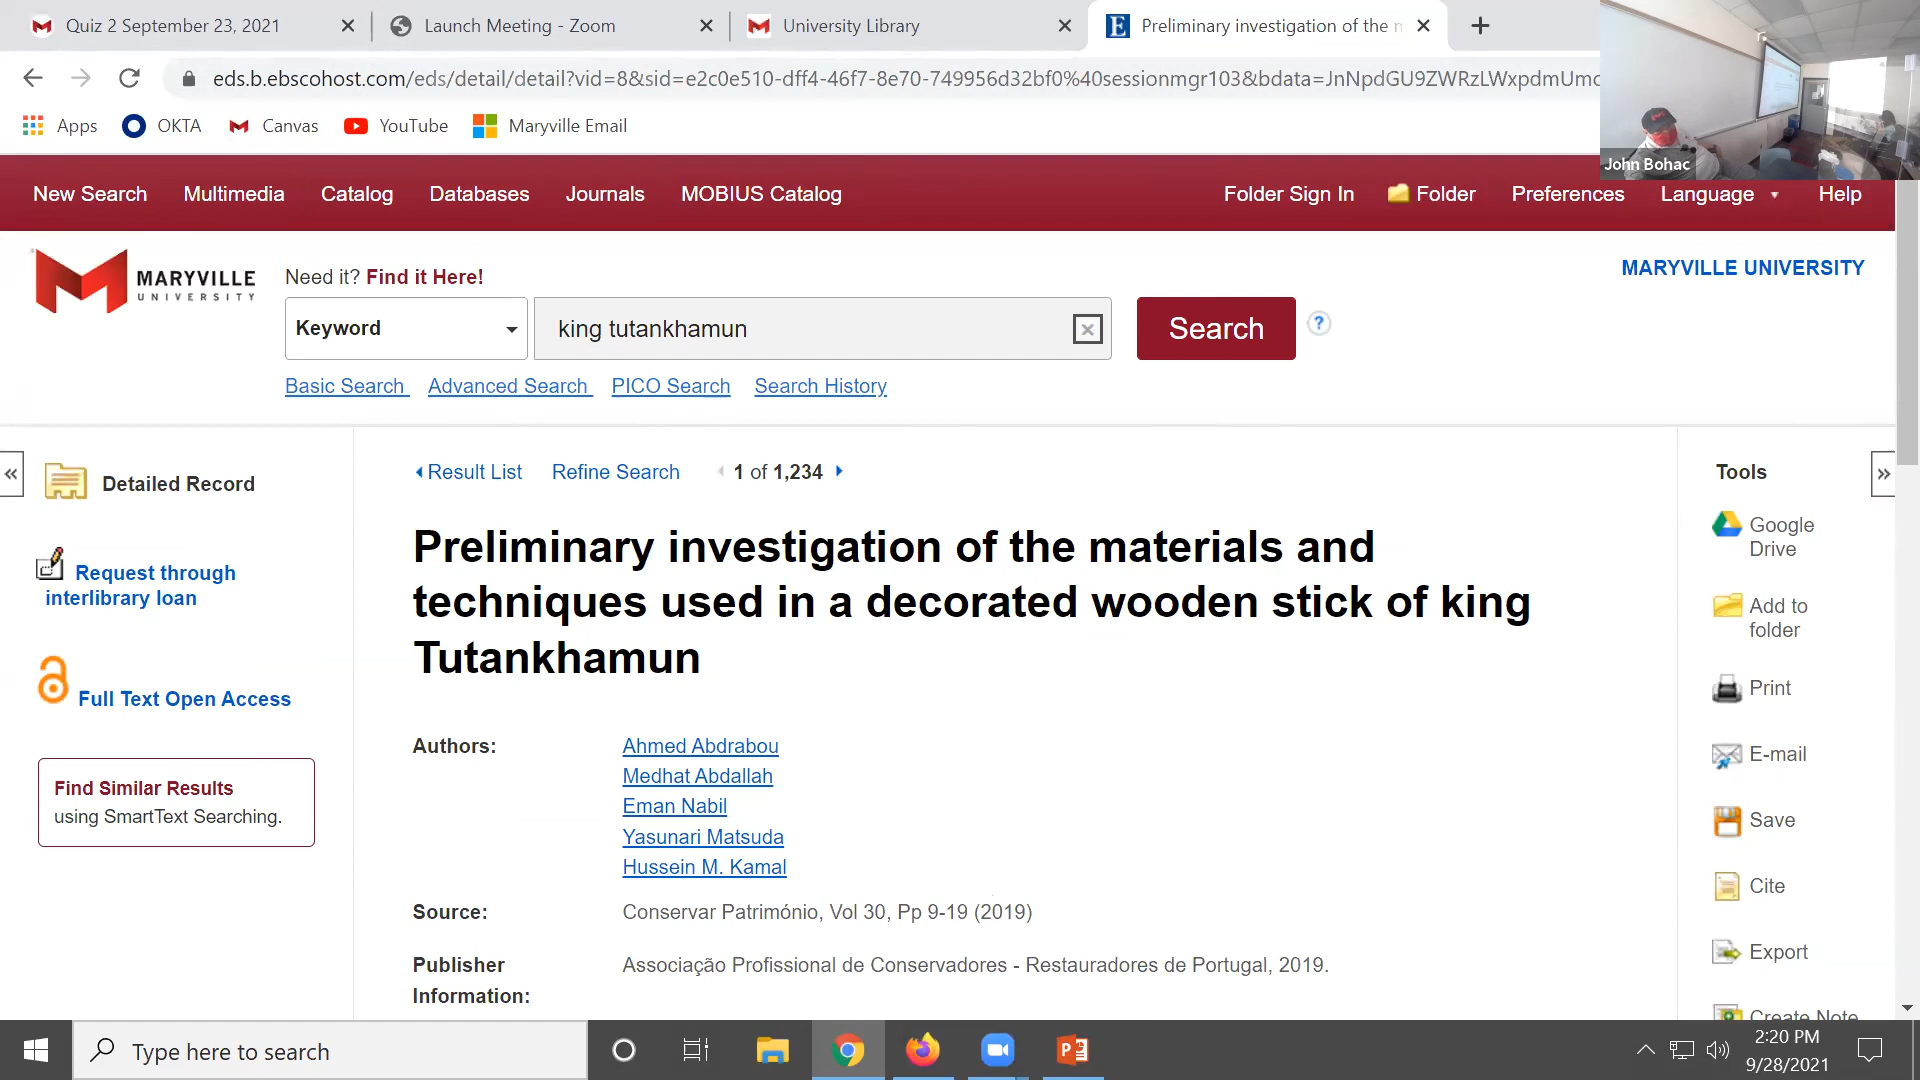 Quiz 2 September 23, 2021
Launch Meeting - Zoom
University Library
Preliminary investigation of the m
eds.b.ebscohost.com/eds/detail/detail?vid=8&sid=e2c0e510-dff4-46f7-8e70-749956d32bf0%40sessionmgr103&bdata=JnNpdGU9ZWRzLWxpdmUmc
Apps
OKTA
Canvas
YouTube
Maryville Email
John Bohac
New Search
Multimedia
Catalog
Databases
Journals
MOBIUS Catalog
Folder Sign In
Folder
Preferences
Language
Help
MARYVILLE
UNIVERSITY
Need it? Find it Here!
MARYVILLE UNIVERSITY
Keyword
king tutankhamun
Search
?
Basic Search
Advanced Search
PICO Search
Search History
«
Detailed Record
Request through
interlibrary loan
Full Text Open Access
Find Similar Results
using SmartText Searching.
Result List
Refine Search
1 of 1,234
Preliminary investigation of the materials and
techniques used in a decorated wooden stick of king
Tutankhamun
Authors:
Ahmed Abdrabou
Medhat Abdallah
Eman Nabil
Yasunari Matsuda
Hussein M. Kamal
Source:
Conservar Património, Vol 30, Pp 9-19 (2019)
Publisher
Information:
Associação Profissional de Conservadores - Restauradores de Portugal, 2019.
Tools
»
Google
Drive
Add to
folder
Print
E-mail
Save
Cite
Export
Create Note
Type here to search
2:20 PM
9/28/2021